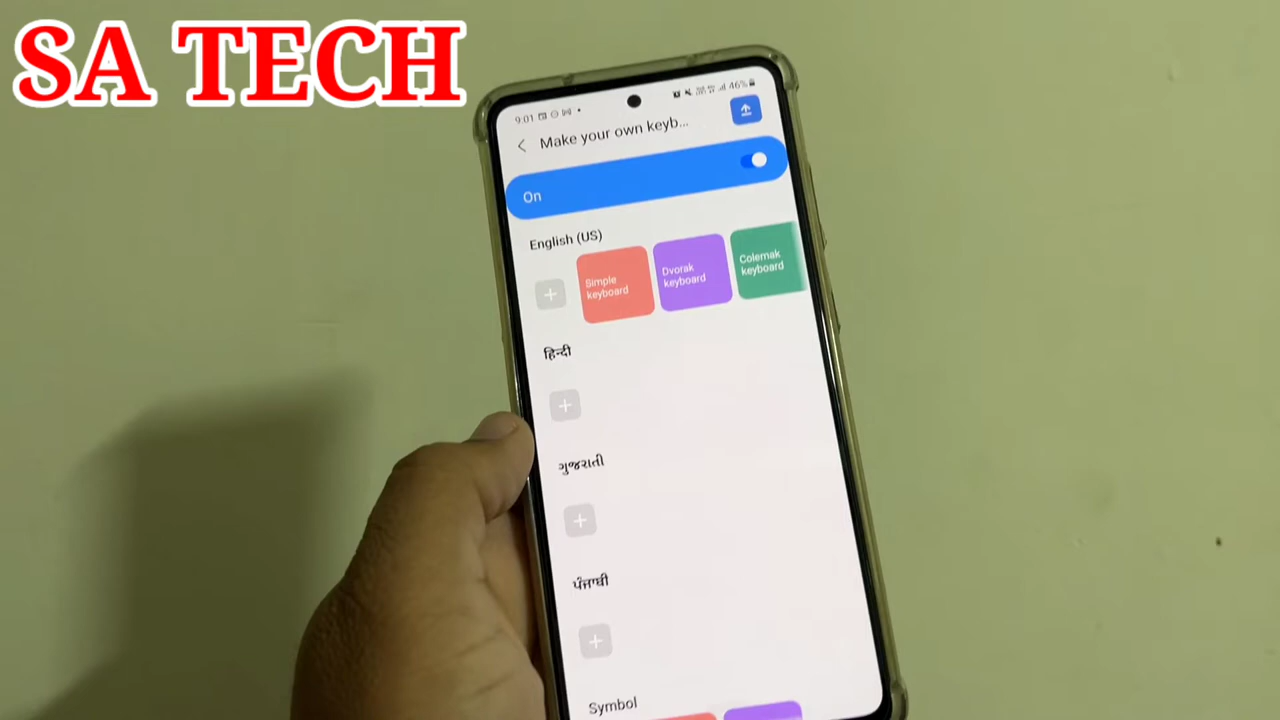 SA TECH
9:01
46%
Make your own keyb...
On
English (US)
Simple
keyboard
Dvorak
keyboard
Colemak
keyboard
हिन्दी
ગુજરાતી
ਪੰਜਾਬੀ
Symbol